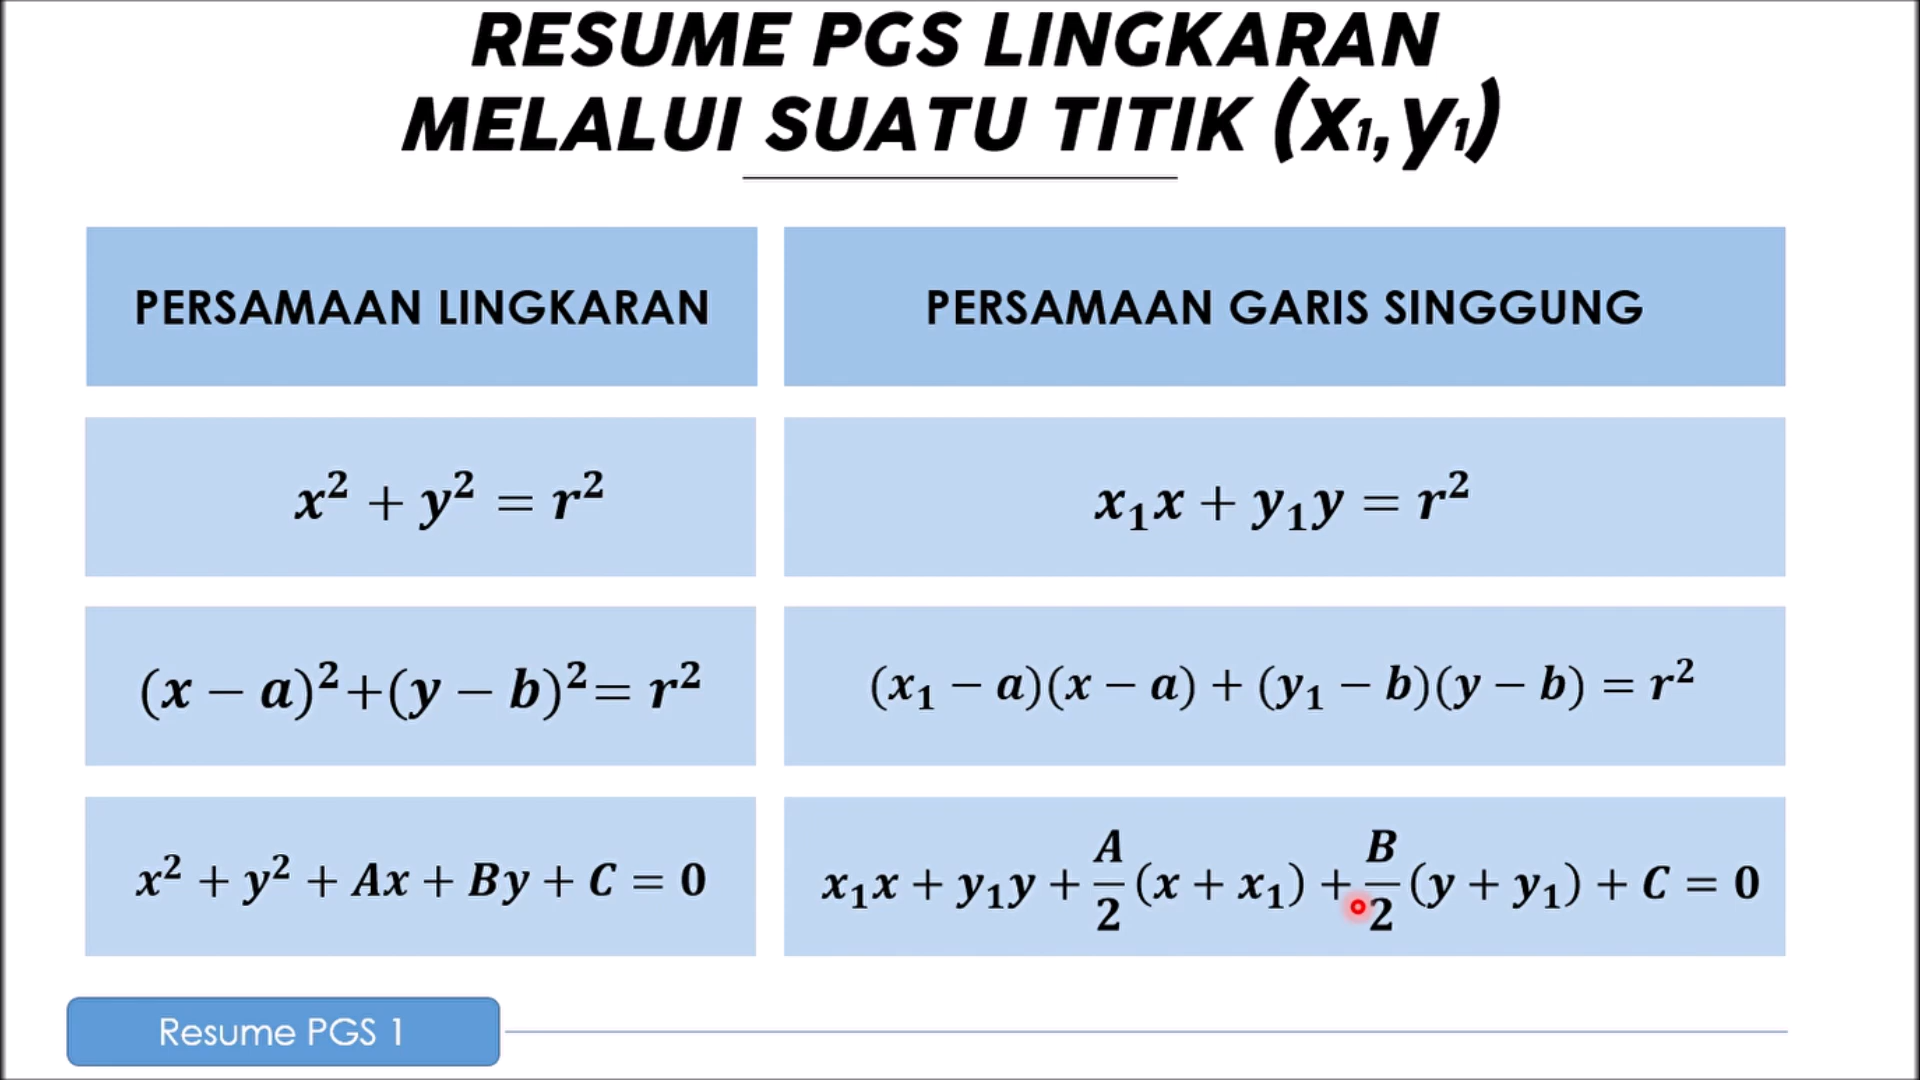 RESUME PGS LINGKARAN
MELALUI SUATU TITIK (x₁,y₁)
PERSAMAAN LINGKARAN
PERSAMAAN GARIS SINGGUNG
x² + y² = r²
x₁x + y₁y = r²
(x − a)²+(y − b)²= r²
(x₁ − a)(x − a) + (y₁ − b)(y − b) = r²
x² + y² + Ax + By + C = 0
x₁x + y₁y + A/2 (x + x₁) + B/2 (y + y₁) + C = 0
Resume PGS 1